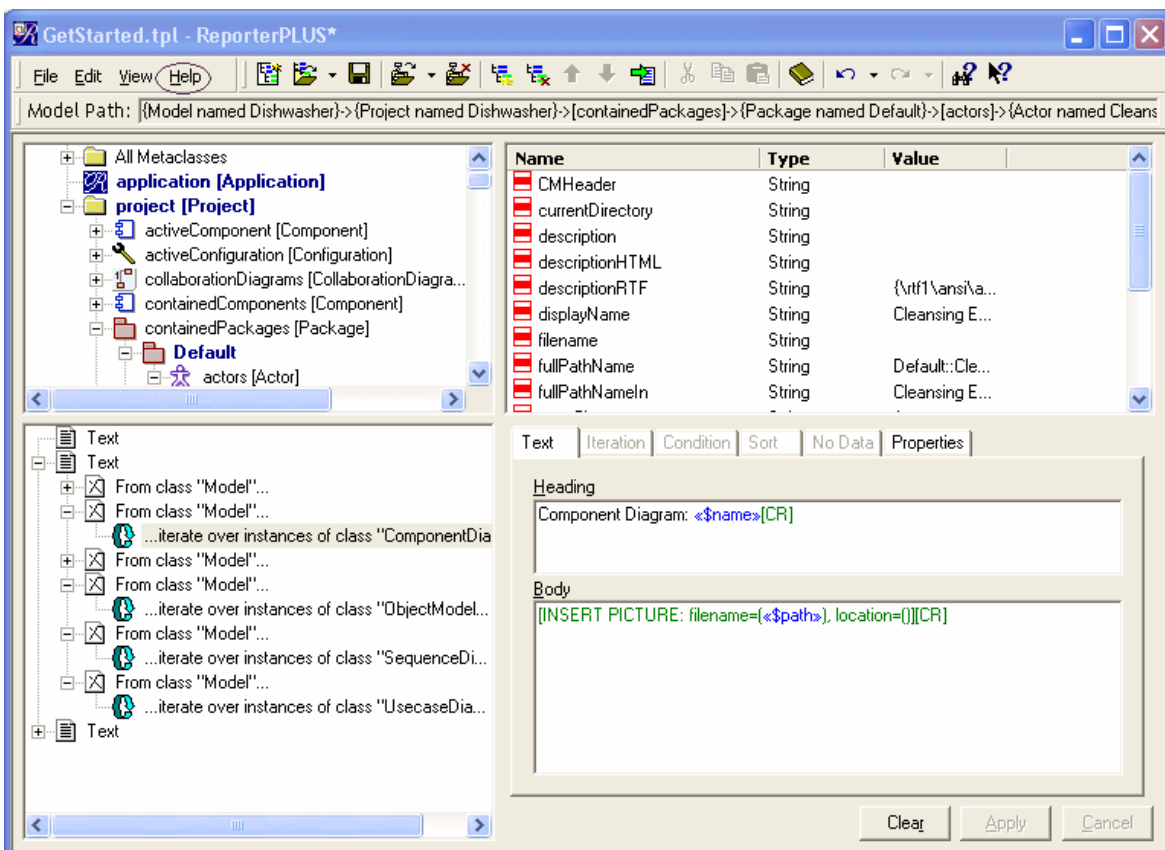 GetStarted.tpl - ReporterPLUS*
File Edit View Help
Model Path: {Model named Dishwasher}->{Project named Dishwasher}->[containedPackages]->{Package named Default}->[actors]->{Actor named Cleans
All Metaclasses
application [Application]
project [Project]
activeComponent [Component]
activeConfiguration [Configuration]
collaborationDiagrams [CollaborationDiagra...
containedComponents [Component]
containedPackages [Package]
Default
actors [Actor]
Name Type Value
CMHeader String
currentDirectory String
description String
descriptionHTML String
descriptionRTF String {\rtf1\ansi\a...
displayName String Cleansing E...
filename String
fullPathName String Default::Cle...
fullPathNameIn String Cleansing E...
Text
Text
From class "Model"...
From class "Model"...
...iterate over instances of class "ComponentDia
From class "Model"...
From class "Model"...
...iterate over instances of class "ObjectModel...
From class "Model"...
...iterate over instances of class "SequenceDi...
From class "Model"...
...iterate over instances of class "UsecaseDia...
Text
Text Iteration Condition Sort No Data Properties
Heading
Component Diagram: «$name»[CR]
Body
[INSERT PICTURE: filename=(«$path»), location=()][CR]
Clear Apply Cancel